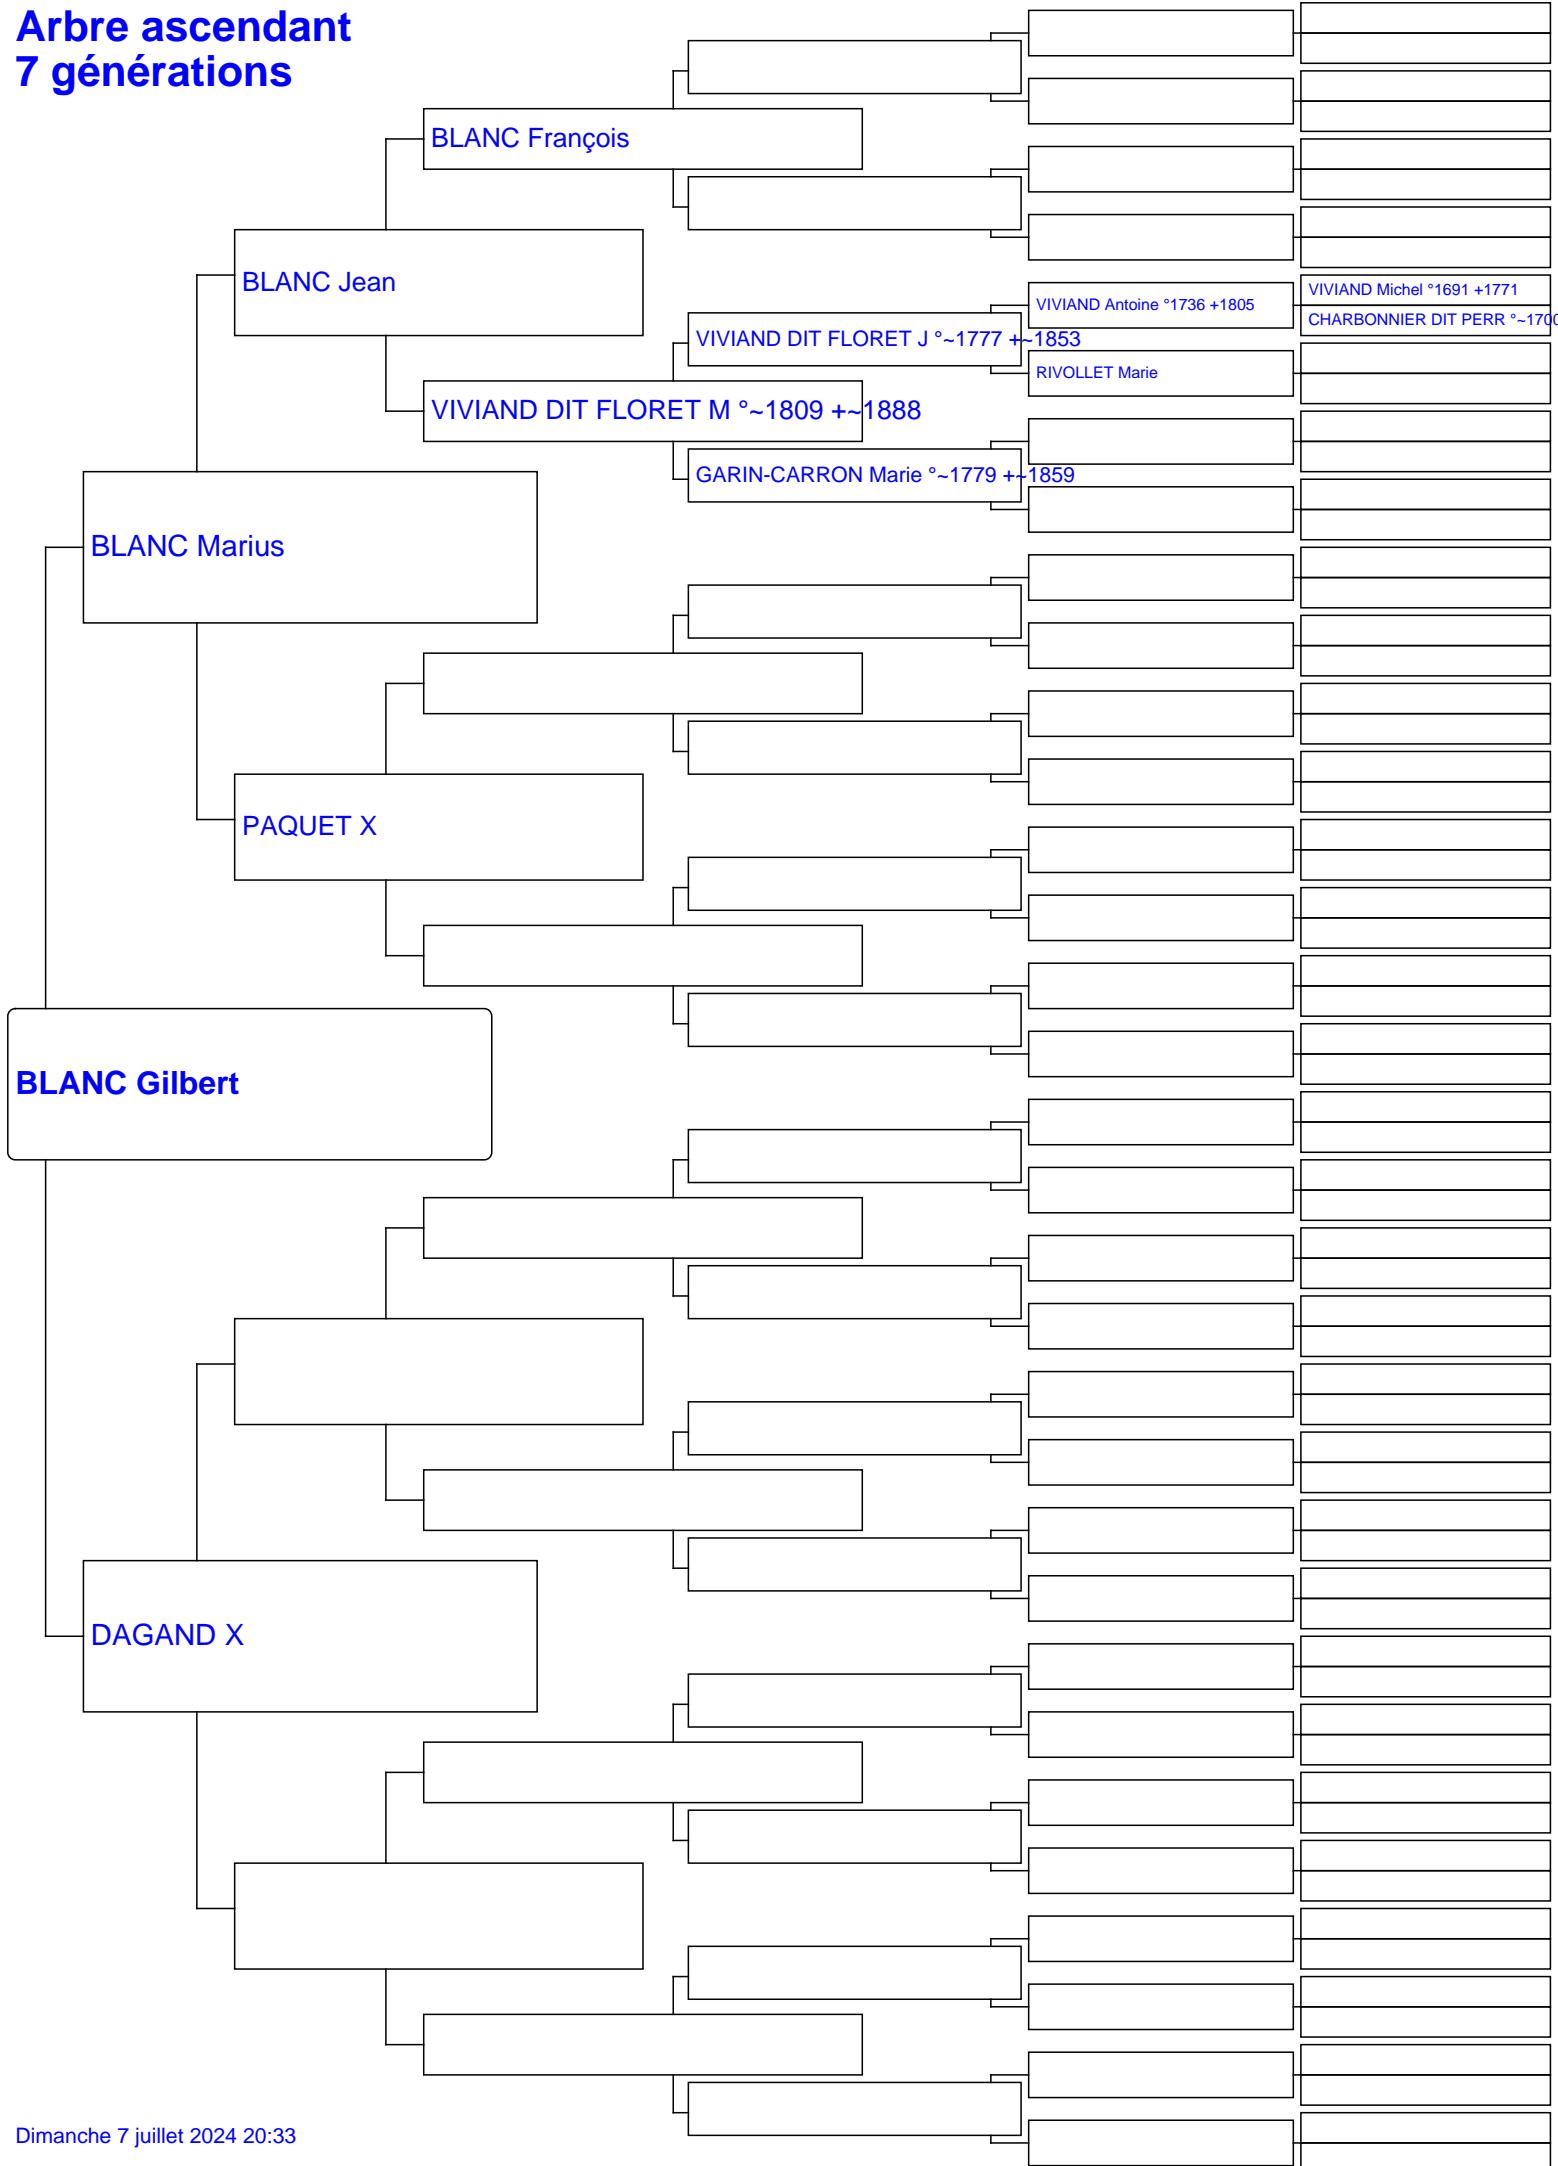 Arbre ascendant
7 générations
BLANC François
BLANC Jean
VIVIAND Michel °1691 +1771
VIVIAND Antoine °1736 +1805
CHARBONNIER DIT PERR °~1700
VIVIAND DIT FLORET J °~1777 +~1853
RIVOLLET Marie
VIVIAND DIT FLORET M °~1809 +~1888
GARIN-CARRON Marie °~1779 +~1859
BLANC Marius
PAQUET X
BLANC Gilbert
DAGAND X
Dimanche 7 juillet 2024 20:33